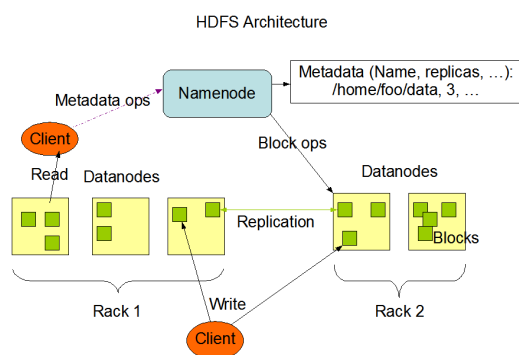 HDFS Architecture
Metadata (Name, replicas, …):
/home/foo/data, 3, …
Namenode
Metadata ops
Client
Block ops
Read
Datanodes
Datanodes
Replication
Blocks
Rack 1
Write
Rack 2
Client